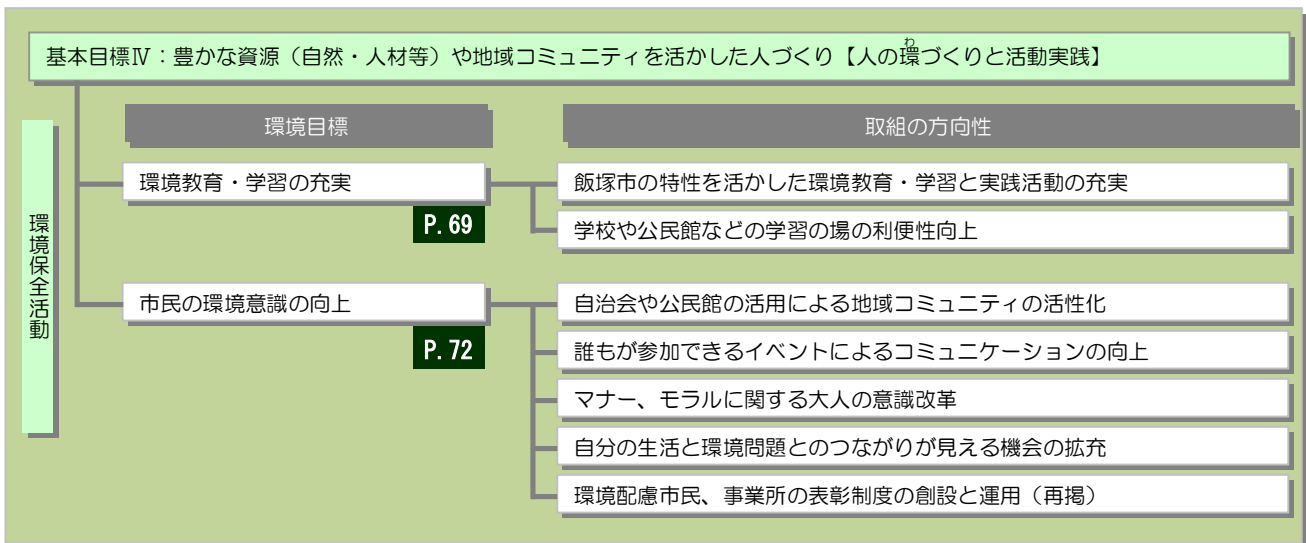 わ
基本目標Ⅳ：豊かな資源（自然・人材等）や地域コミュニティを活かした人づくり【人の環づくりと活動実践】
環境目標
取組の方向性
環境保全活動
環境教育・学習の充実
P. 69
飯塚市の特性を活かした環境教育・学習と実践活動の充実
学校や公民館などの学習の場の利便性向上
市民の環境意識の向上
P. 72
自治会や公民館の活用による地域コミュニティの活性化
誰もが参加できるイベントによるコミュニケーションの向上
マナー、モラルに関する大人の意識改革
自分の生活と環境問題とのつながりが見える機会の拡充
環境配慮市民、事業所の表彰制度の創設と運用（再掲）